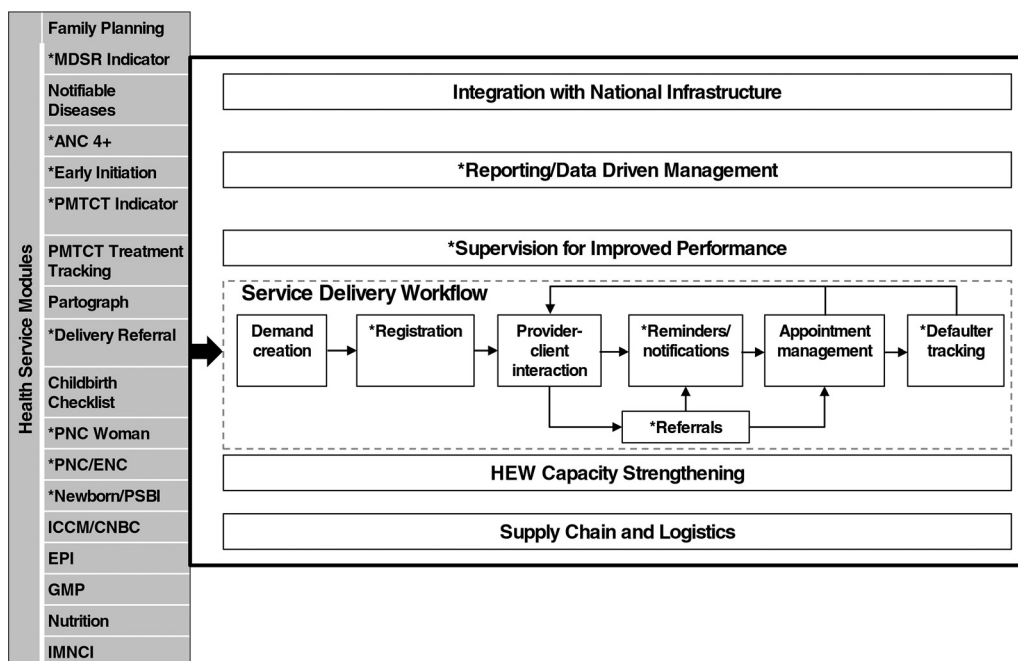 Health Service Modules
Family Planning
*MDSR Indicator
Notifiable
Diseases
*ANC 4+
*Early Initiation
*PMTCT Indicator
PMTCT Treatment
Tracking
Partograph
*Delivery Referral
Childbirth
Checklist
*PNC Woman
*PNC/ENC
*Newborn/PSBI
ICCM/CNBC
EPI
GMP
Nutrition
IMNCI
Integration with National Infrastructure
*Reporting/Data Driven Management
*Supervision for Improved Performance
Service Delivery Workflow
Demand
creation
*Registration
Provider-
client
interaction
*Reminders/
notifications
Appointment
management
*Defaulter
tracking
*Referrals
HEW Capacity Strengthening
Supply Chain and Logistics